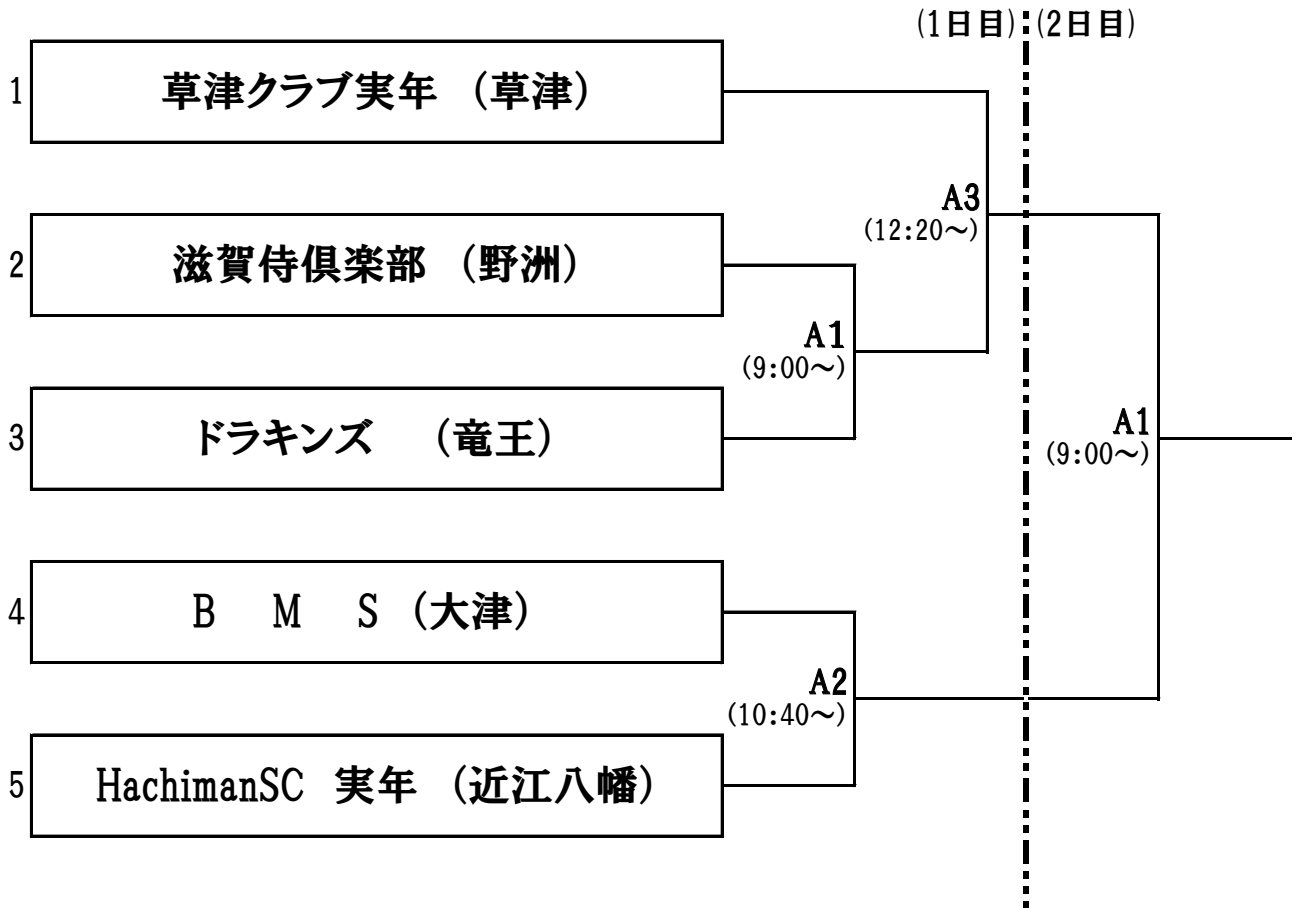 (1日目) (2日目)
1 草津クラブ実年 (草津)
A3
(12:20～)
2 滋賀侍倶楽部 (野洲)
A1
(9:00～)
3 ドラキンズ (竜王)
A1
(9:00～)
4 B M S (大津)
A2
(10:40～)
5 HachimanSC 実年 (近江八幡)